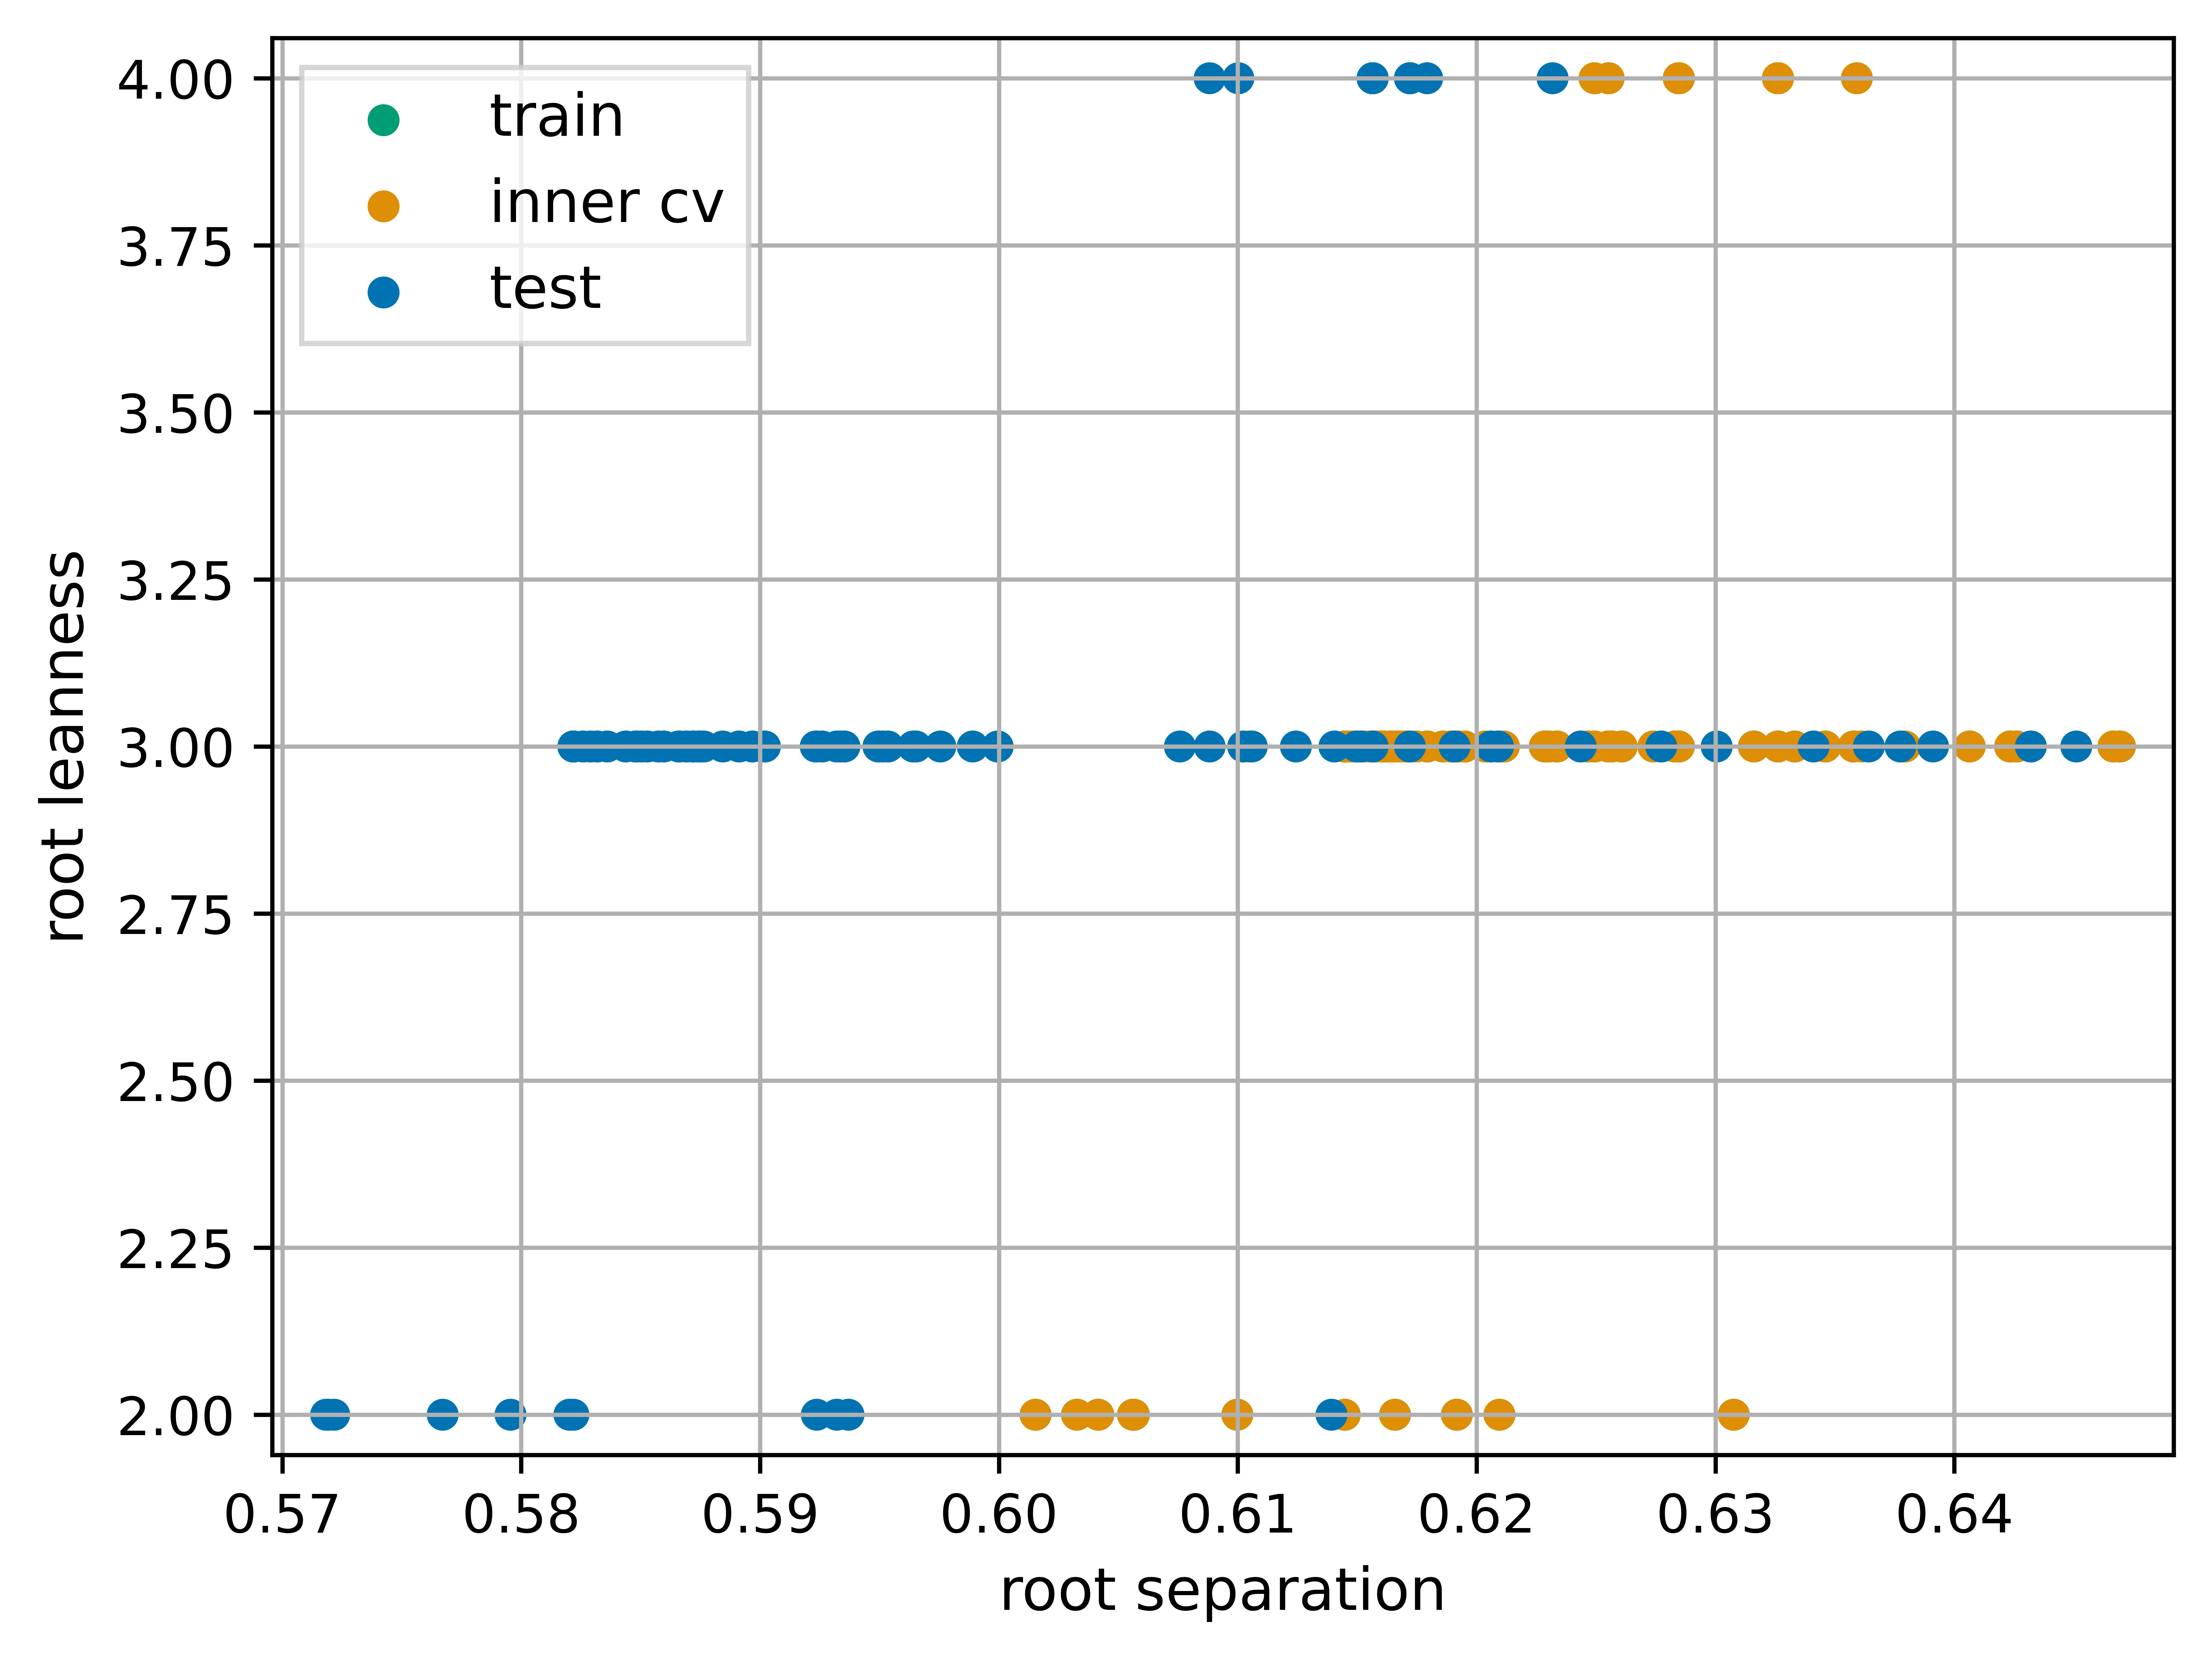 4.00
3.75
3.50
3.25
3.00
2.75
2.50
2.25
2.00
root leanness
train
inner cv
test
0.57 0.58 0.59 0.60 0.61 0.62 0.63 0.64
root separation